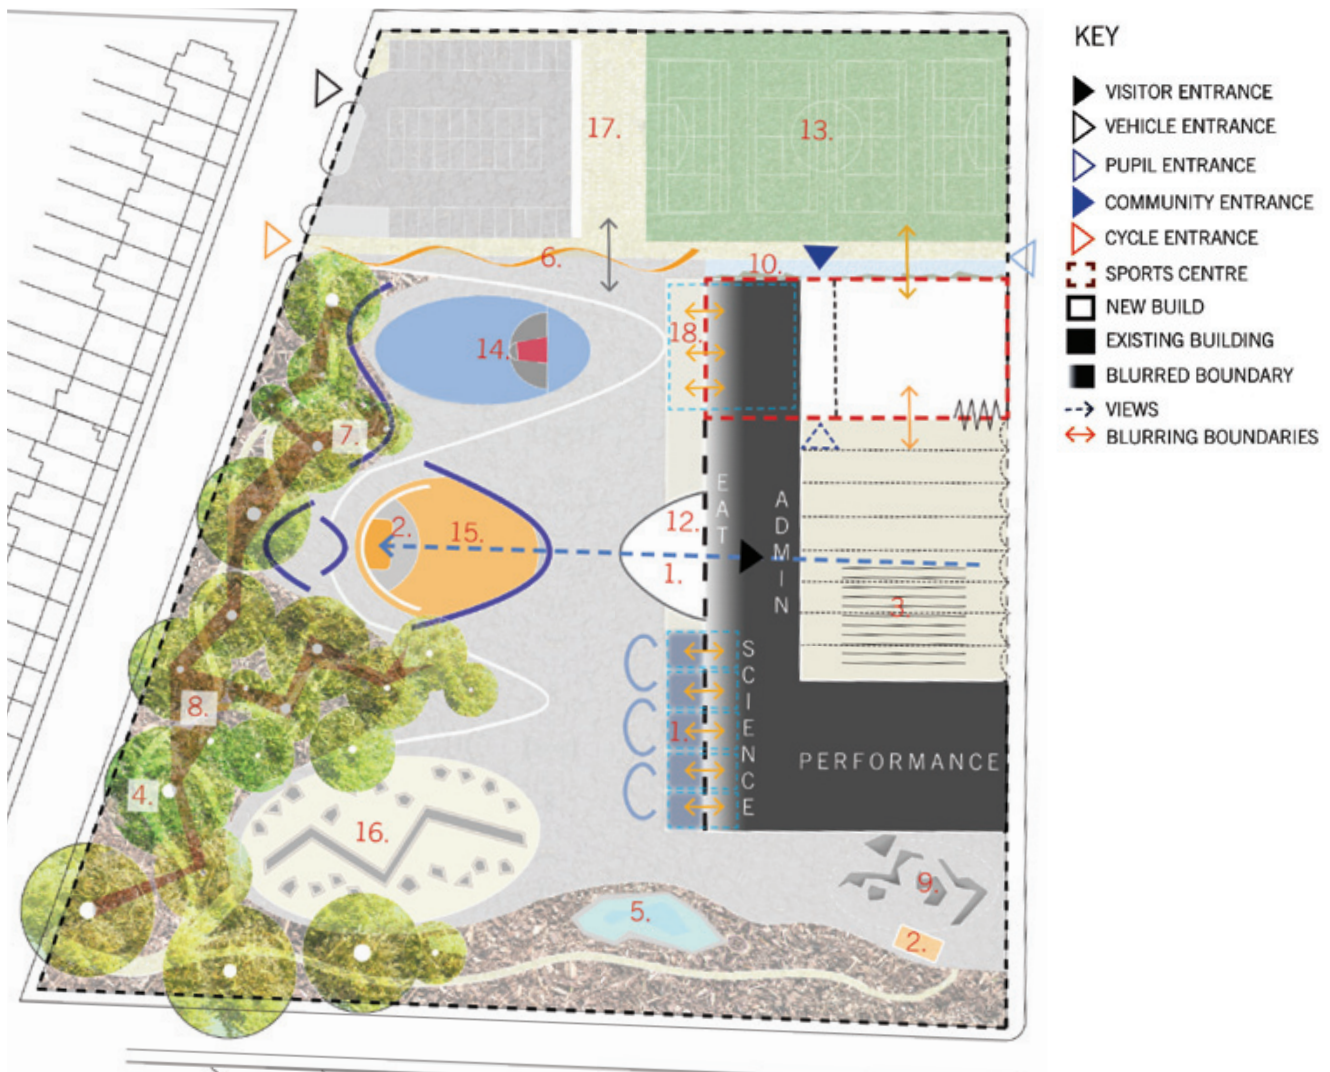 KEY
VISITOR ENTRANCE
VEHICLE ENTRANCE
PUPIL ENTRANCE
COMMUNITY ENTRANCE
CYCLE ENTRANCE
SPORTS CENTRE
NEW BUILD
EXISTING BUILDING
BLURRED BOUNDARY
VIEWS
BLURRING BOUNDARIES
17.
13.
6.
10.
14.
18.
7.
EAT
ADMIN
12.
2.
15.
1.
3.
8.
SCIENCE
1.
PERFORMANCE
4.
16.
9.
5.
2.